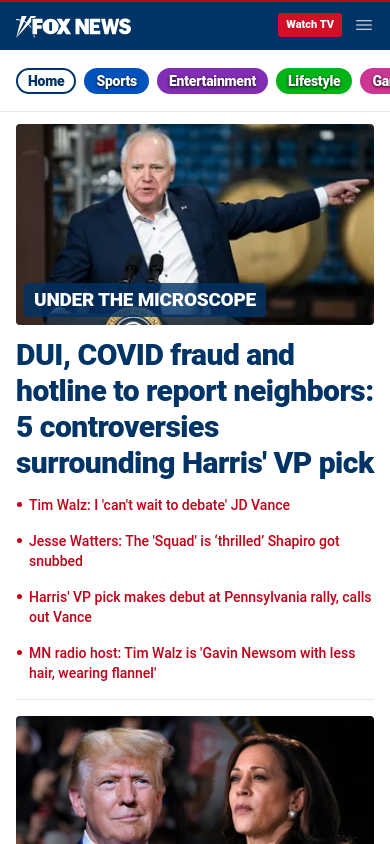 FOX NEWS
Watch TV
Home
Sports
Entertainment
Lifestyle
Ga
UNDER THE MICROSCOPE
DUI, COVID fraud and
hotline to report neighbors:
5 controversies
surrounding Harris' VP pick
Tim Walz: I 'can't wait to debate' JD Vance
Jesse Watters: The 'Squad' is ‘thrilled’ Shapiro got
snubbed
Harris' VP pick makes debut at Pennsylvania rally, calls
out Vance
MN radio host: Tim Walz is 'Gavin Newsom with less
hair, wearing flannel'